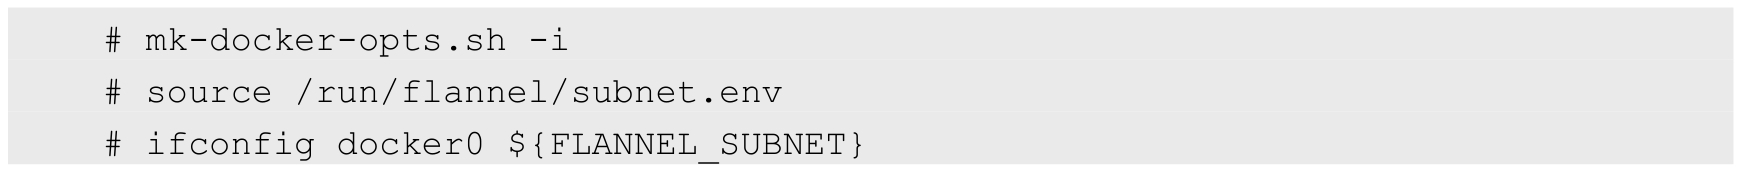 # mk-docker-opts.sh -i
# source /run/flannel/subnet.env
# ifconfig docker0 ${FLANNEL_SUBNET}